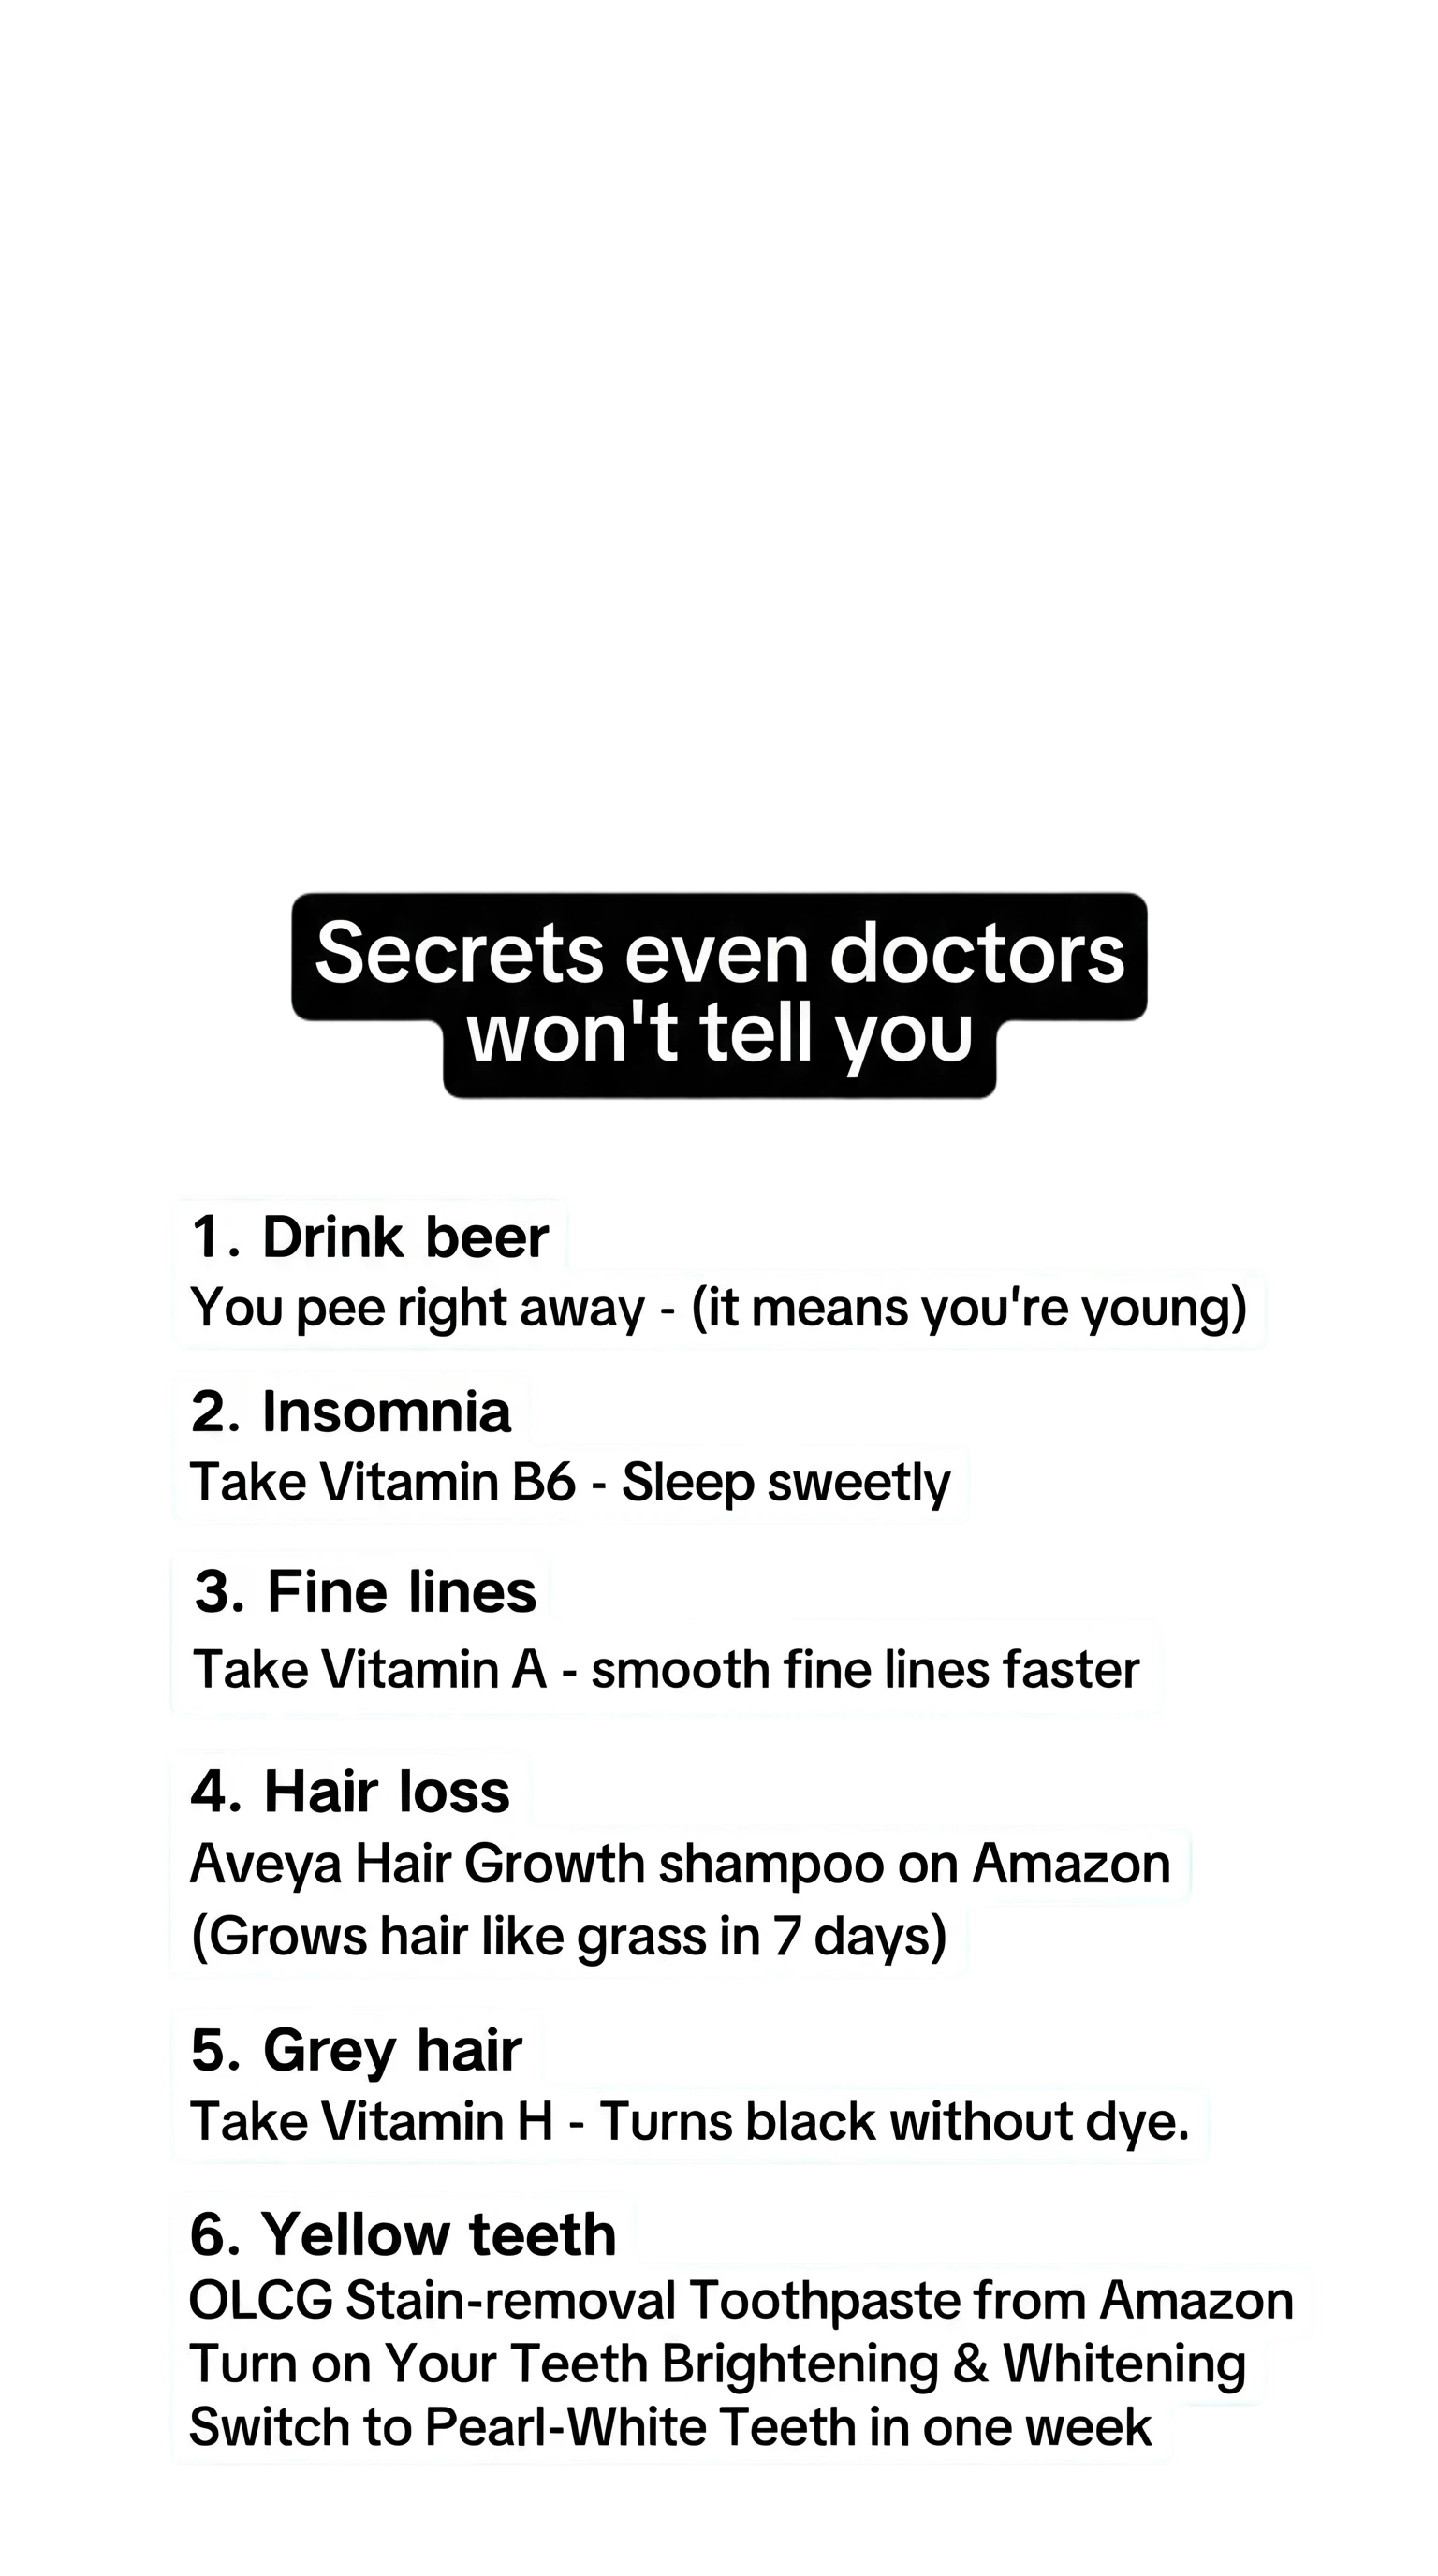 Secrets even doctors
won't tell you
1. Drink beer
You pee right away - (it means you're young)
2. Insomnia
Take Vitamin B6 - Sleep sweetly
3. Fine lines
Take Vitamin A - smooth fine lines faster
4. Hair loss
Aveya Hair Growth shampoo on Amazon
(Grows hair like grass in 7 days)
5. Grey hair
Take Vitamin H - Turns black without dye.
6. Yellow teeth
OLCG Stain-removal Toothpaste from Amazon
Turn on Your Teeth Brightening & Whitening
Switch to Pearl-White Teeth in one week